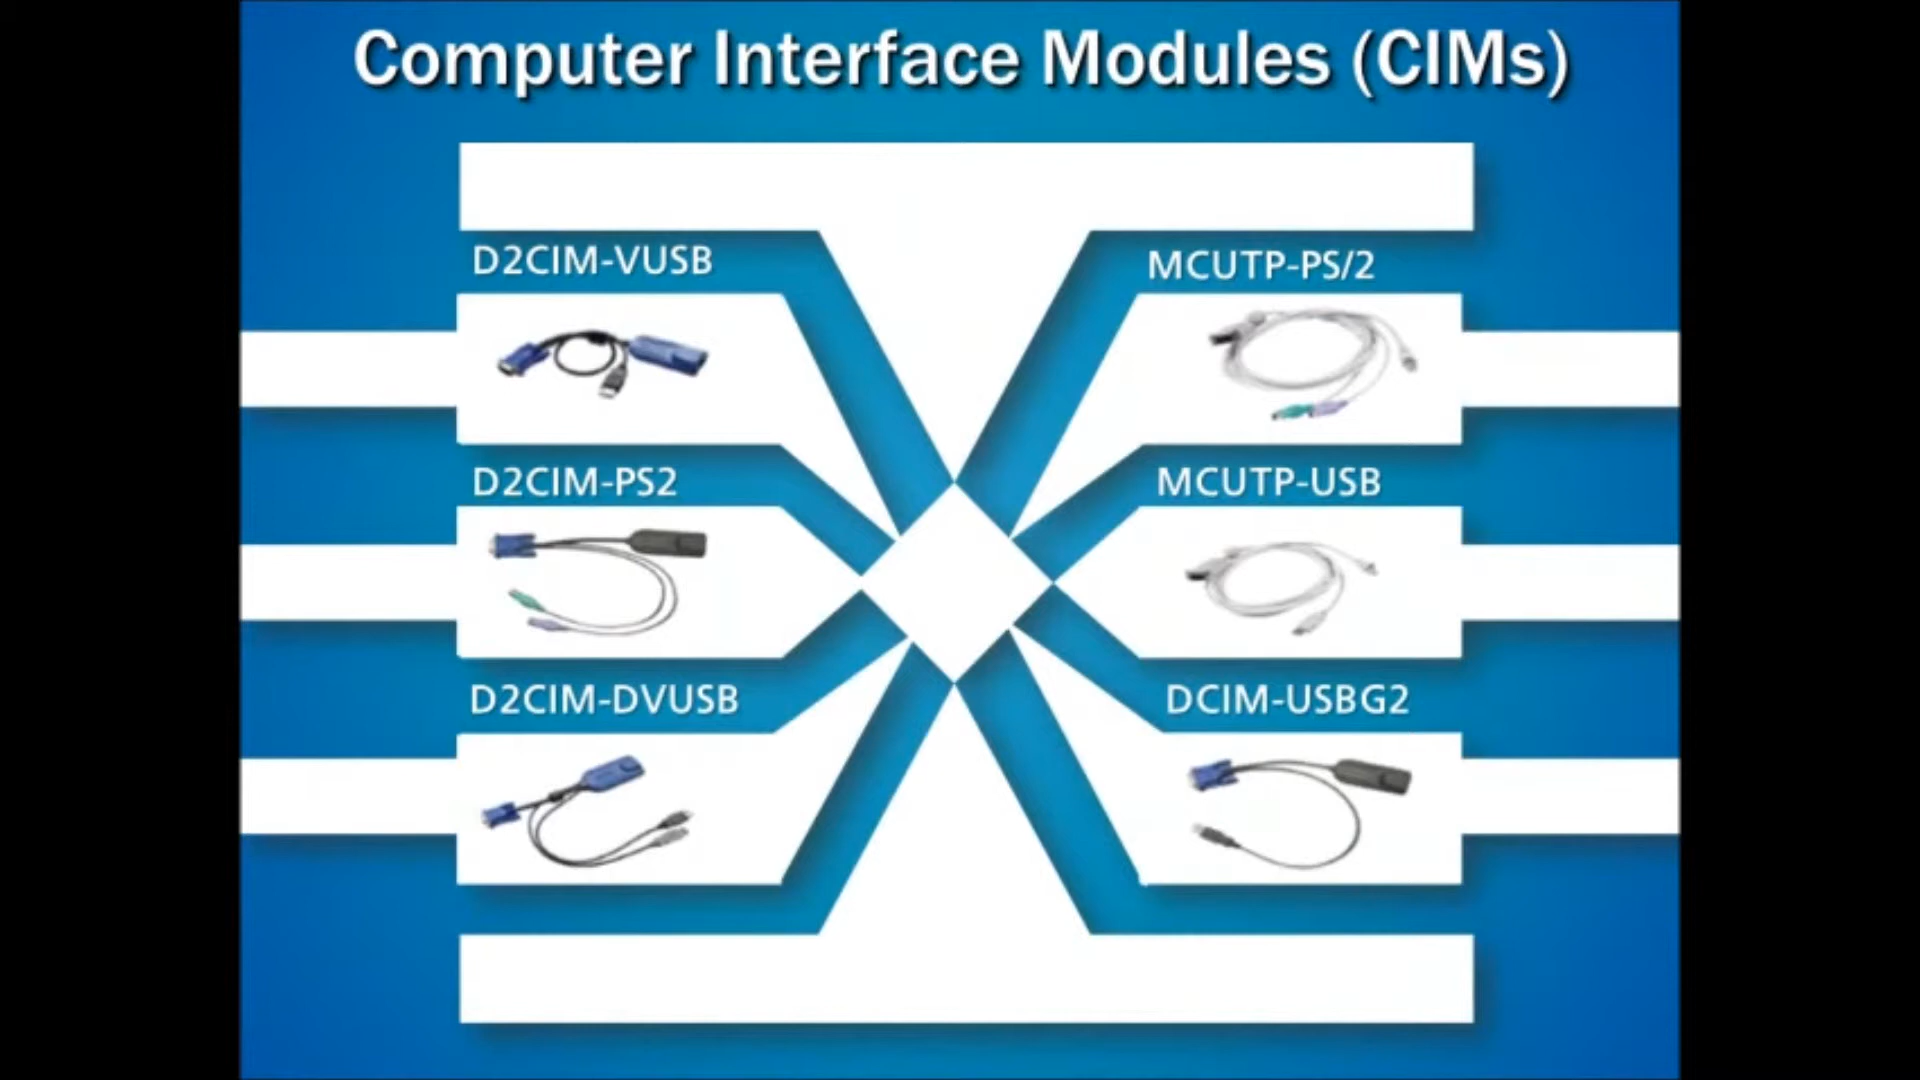 Computer Interface Modules (CIMs)
D2CIM-VUSB
MCUTP-PS/2
D2CIM-PS2
MCUTP-USB
D2CIM-DVUSB
DCIM-USBG2